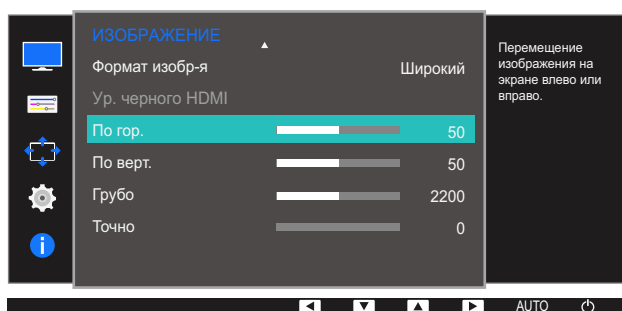 ИЗОБРАЖЕНИЕ
Формат изобр-я Широкий
Ур. черного HDMI
По гор. 50
По верт. 50
Грубо 2200
Точно 0
Перемещение
изображения на
экране влево или
вправо.
AUTO